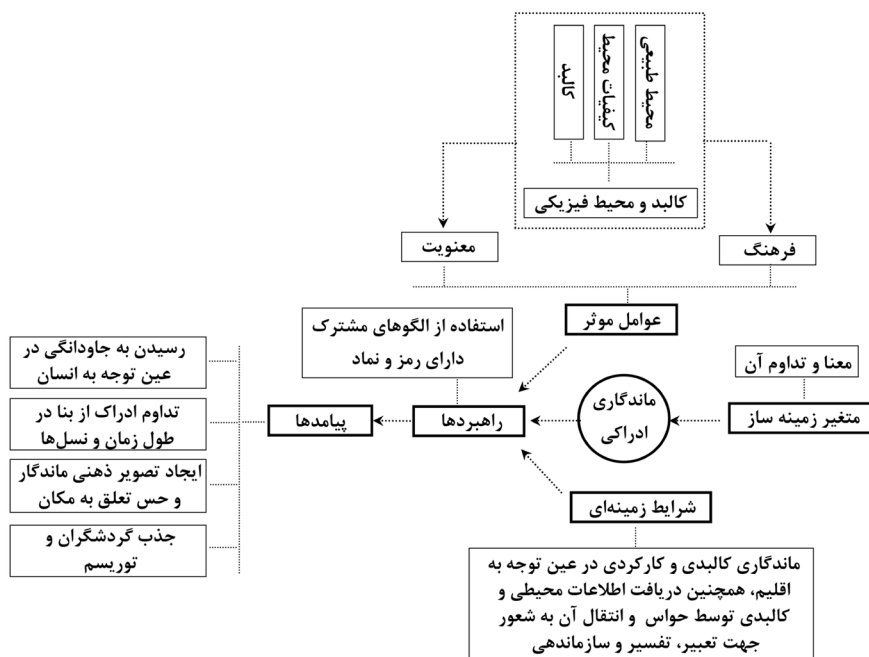 محیط طبیعی
کیفیات محیط
کالبد
کالبد و محیط فیزیکی
فرهنگ
معنویت
عوامل موثر
استفاده از الگوهای مشترک
دارای رمز و نماد
معنا و تداوم آن
متغیر زمینه ساز
ماندگاری
ادراکی
راهبردها
پیامدها
رسیدن به جاودانگی در
عین توجه به انسان
تداوم ادراک از بنا در
طول زمان و نسل‌ها
ایجاد تصویر ذهنی ماندگار
و حس تعلق به مکان
جذب گردشگران و
توریسم
شرایط زمینه‌ای
ماندگاری کالبدی و کارکردی در عین توجه به
اقلیم، همچنین دریافت اطلاعات محیطی و
کالبدی توسط حواس و انتقال آن به شعور
جهت تعبیر، تفسیر و سازماندهی